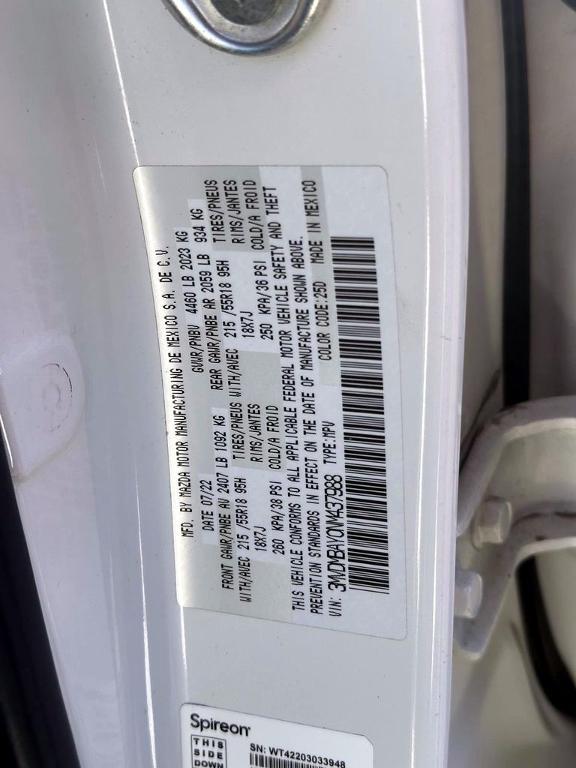 MFD. BY MAZDA MOTOR MANUFACTURING DE MEXICO S.A. DE C.V.
DATE 07/22 GVWR/PNBV 4460 LB 2023 KG
FRONT GAWR/PNBE AV 2407 LB 1092 KG REAR GAWR/PNBE AR 2059 LB 934 KG
WITH/AVEC 215 /55R18 95H TIRES/PNEUS WITH/AVEC 215 /55R18 95H TIRES/PNEUS
18X7J RIMS/JANTES 18X7J RIMS/JANTES
260 KPA/38 PSI COLD/A FROID 250 KPA/36 PSI COLD/A FROID
THIS VEHICLE CONFORMS TO ALL APPLICABLE FEDERAL MOTOR VEHICLE SAFETY AND THEFT
PREVENTION STANDARDS IN EFFECT ON THE DATE OF MANUFACTURE SHOWN ABOVE.
VIN: 3MVDMBAY0NM437988 TYPE:MPV COLOR CODE:25D MADE IN MEXICO
Spireon
THIS
SIDE
DOWN
SN: WT42203033948